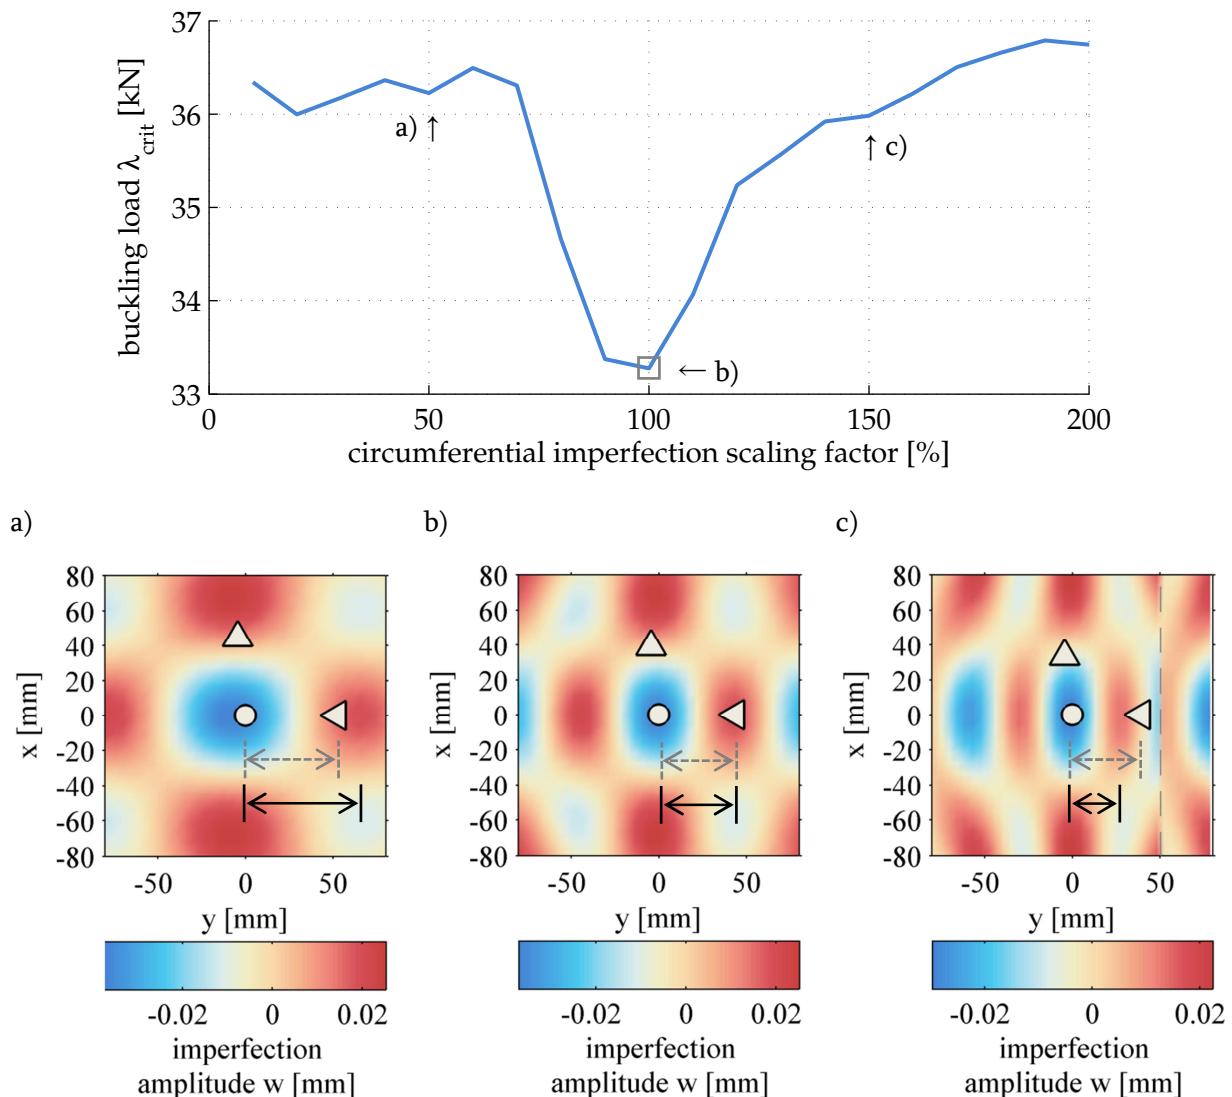 37
36
35
34
33
buckling load λcrit [kN]
a) ↑
↑ c)
← b)
0 50 100 150 200
circumferential imperfection scaling factor [%]
a) b) c)
80 80 80
60 60 60
40 40 40
20 20 20
0 0 0
-20 -20 -20
-40 -40 -40
-60 -60 -60
-80 -80 -80
x [mm] x [mm] x [mm]
-50 0 50 -50 0 50 -50 0 50
y [mm] y [mm] y [mm]
-0.02 0 0.02 -0.02 0 0.02 -0.02 0 0.02
imperfection imperfection imperfection
amplitude w [mm] amplitude w [mm] amplitude w [mm]